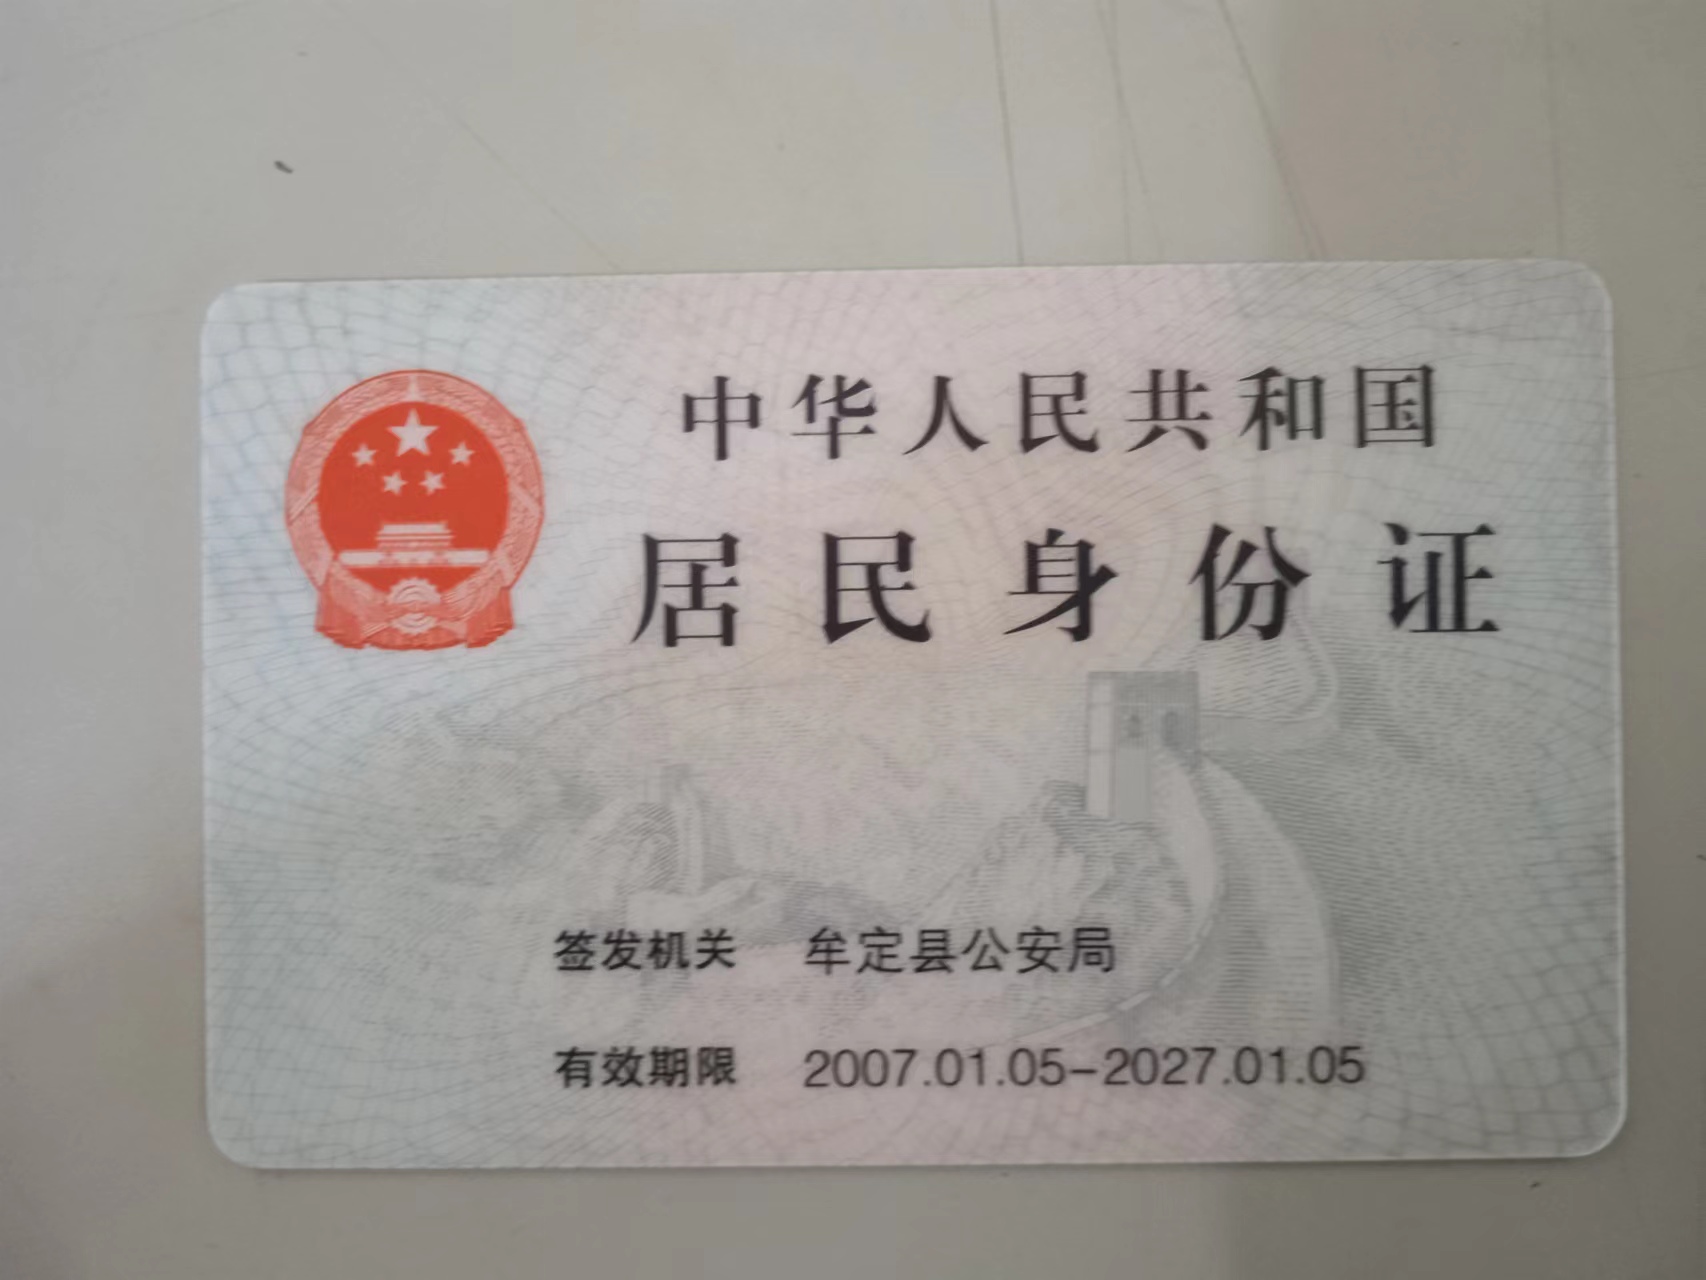 中华人民共和国
居民身份证
签发机关 牟定县公安局
有效期限 2007.01.05-2027.01.05